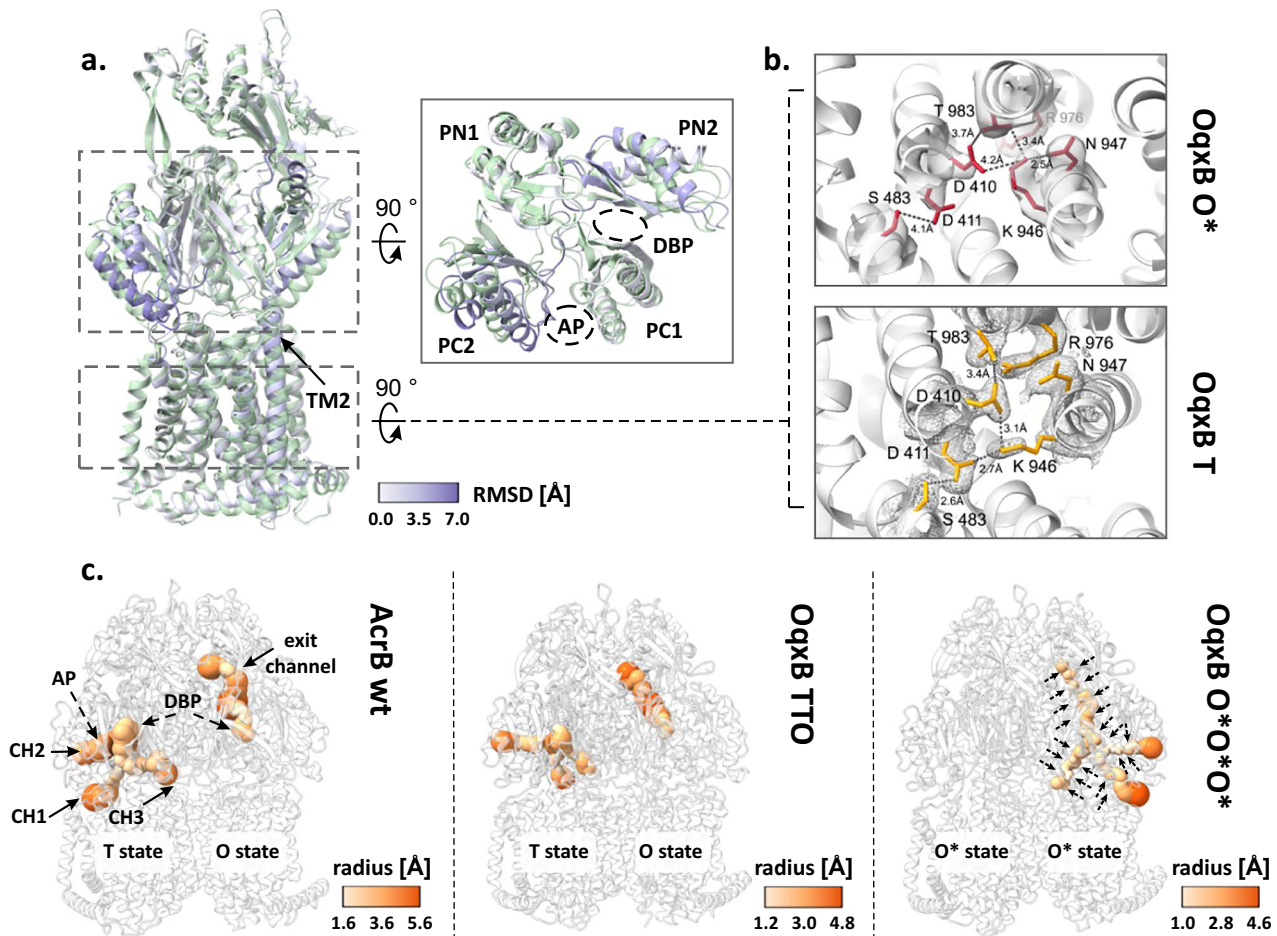 a.
90 °
PN1
PN2
DBP
AP
PC1
PC2
TM2
90 °
RMSD [Å]
0.0 3.5 7.0
b.
T 983
R 976
3.7Å
3.4Å
N 947
4.2Å
2.5Å
D 410
S 483
D 411
4.1Å
K 946
OqxB O*
T 983
R 976
3.4Å
N 947
D 410
3.1Å
D 411
2.7Å
K 946
2.6Å
S 483
OqxB T
c.
AcrB wt
exit
channel
AP
DBP
CH2
CH1
CH3
T state
O state
radius [Å]
1.6 3.6 5.6
OqxB TTO
T state
O state
radius [Å]
1.2 3.0 4.8
OqxB O*O*O*
O* state
O* state
radius [Å]
1.0 2.8 4.6